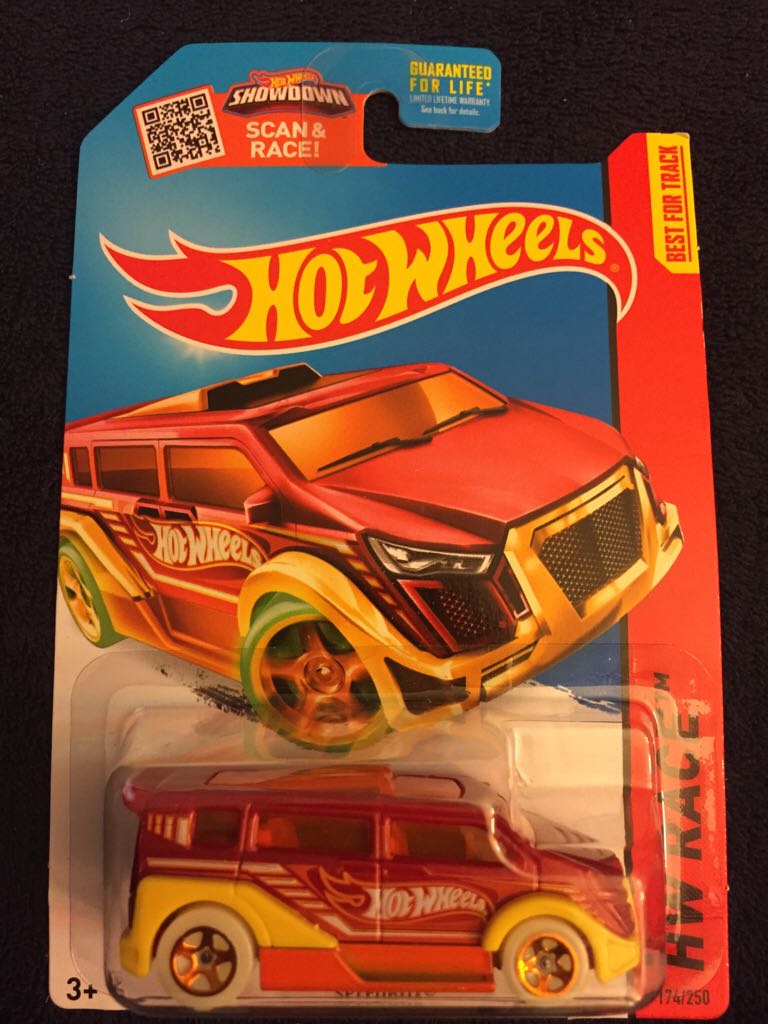 HOT WHEELS
SHOWDOWN
SCAN &
RACE!
GUARANTEED
FOR LIFE*
LIMITED LIFETIME WARRANTY.
See back for details.
BEST FOR TRACK
HOT WHEELS®
HOT WHEELS
HW RACE™
HOT WHEELS
3+
174/250